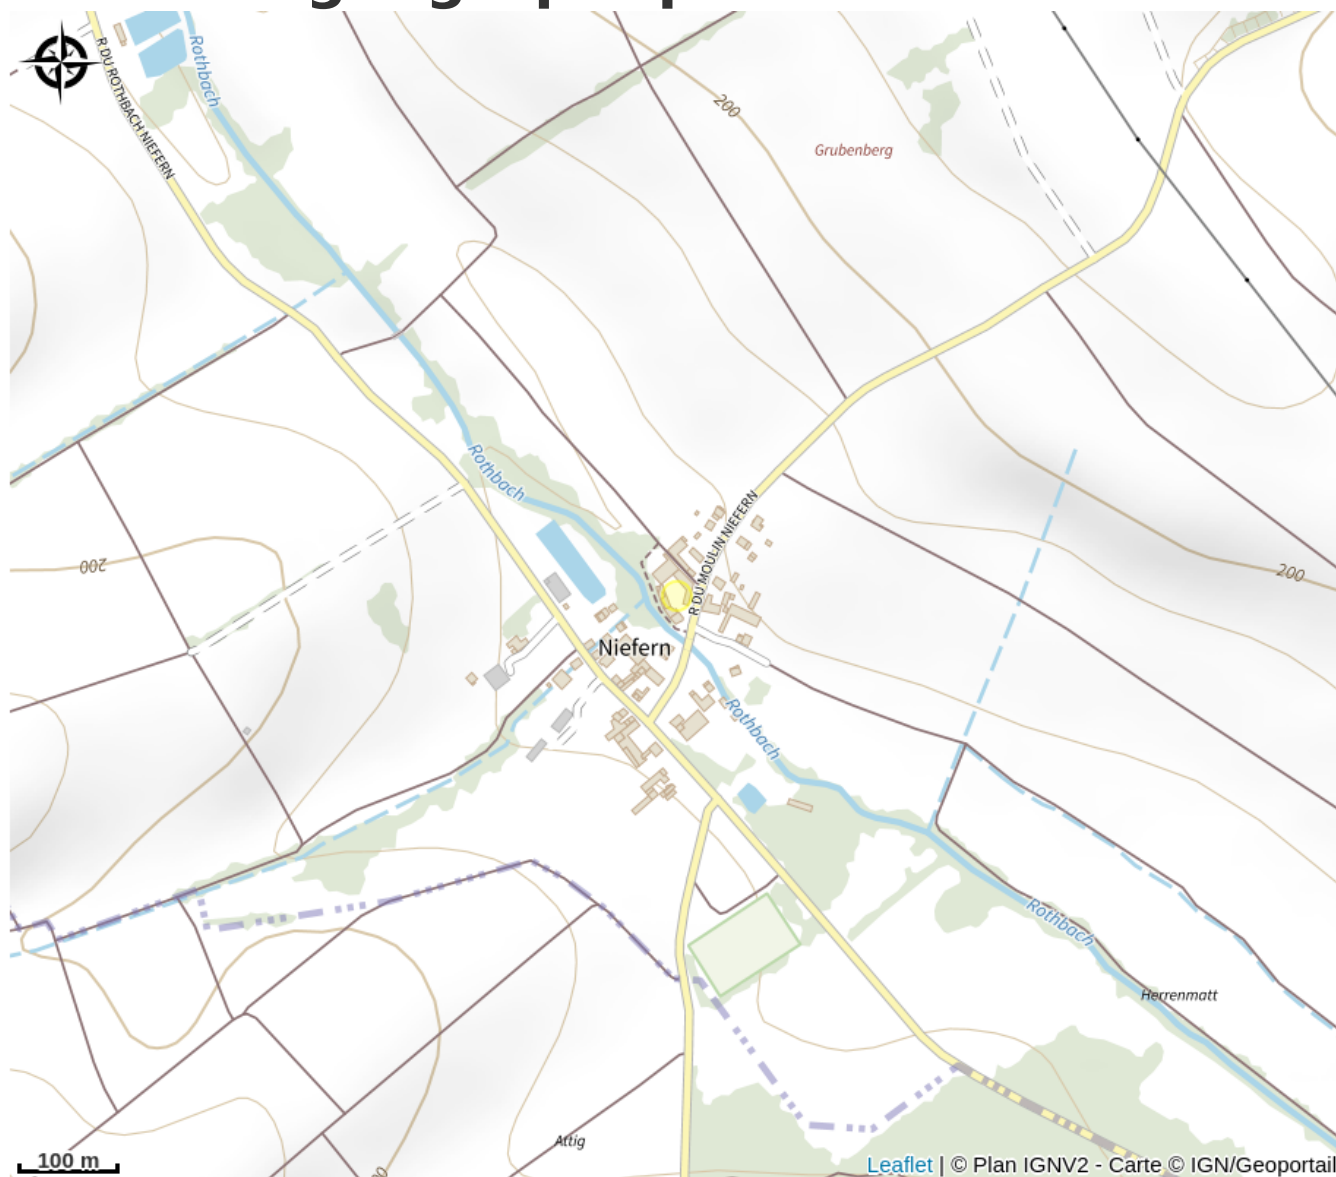 Rothbach
R DU ROTHBACH NIEFERN
200
Grubenberg
Rothbach
R DU MOULIN NIEFERN
200
200
Niefern
Rothbach
Rothbach
Herrenmatt
Attig
100 m
Leaflet | © Plan IGNV2 - Carte © IGN/Geoportail